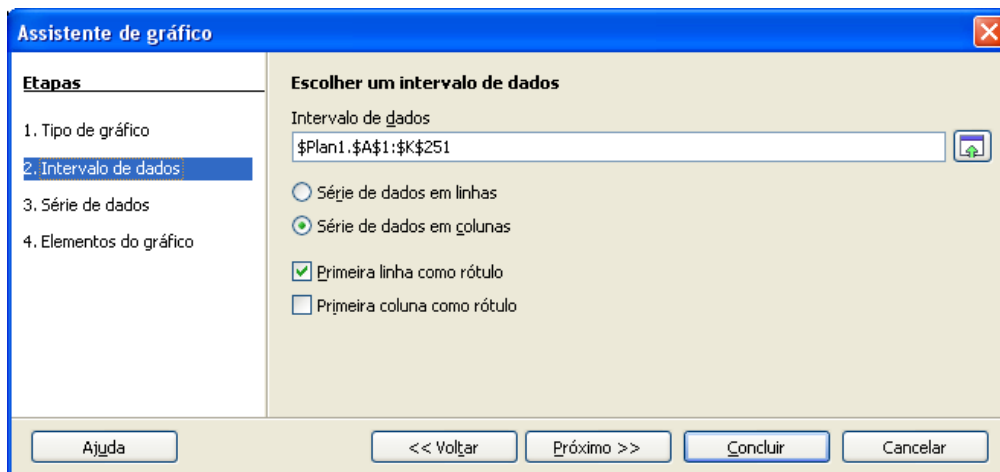 Assistente de gráfico
Etapas
1. Tipo de gráfico
2. Intervalo de dados
3. Série de dados
4. Elementos do gráfico
Escolher um intervalo de dados
Intervalo de dados
$Plan1.$A$1:$K$251
Série de dados em linhas
Série de dados em colunas
Primeira linha como rótulo
Primeira coluna como rótulo
Ajuda
<< Voltar
Próximo >>
Concluir
Cancelar